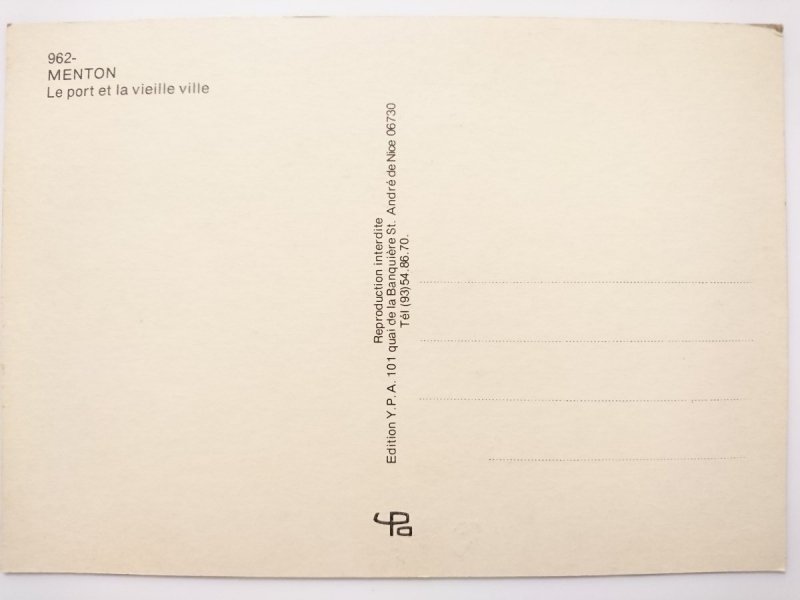 962-
MENTON
Le port et la vieille ville
Reproduction interdite
Edition Y.P.A. 101 quai de la Banquière St. André de Nice 06730
Tél (93)54.86.70.
ypa